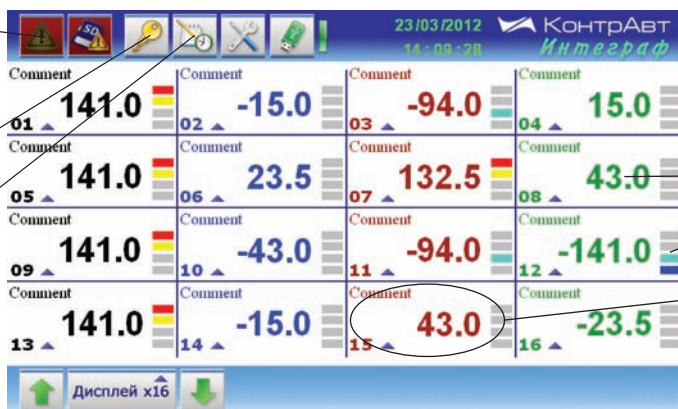 SD
23/03/2012 КонтрАвт
14:09:28 Интеграф
Comment Comment Comment Comment
01 141.0 02 -15.0 03 -94.0 04 15.0
Comment Comment Comment Comment
05 141.0 06 23.5 07 132.5 08 43.0
Comment Comment Comment Comment
09 141.0 10 -43.0 11 -94.0 12 -141.0
Comment Comment Comment Comment
13 141.0 14 -15.0 15 43.0 16 -23.5
Дисплей x16